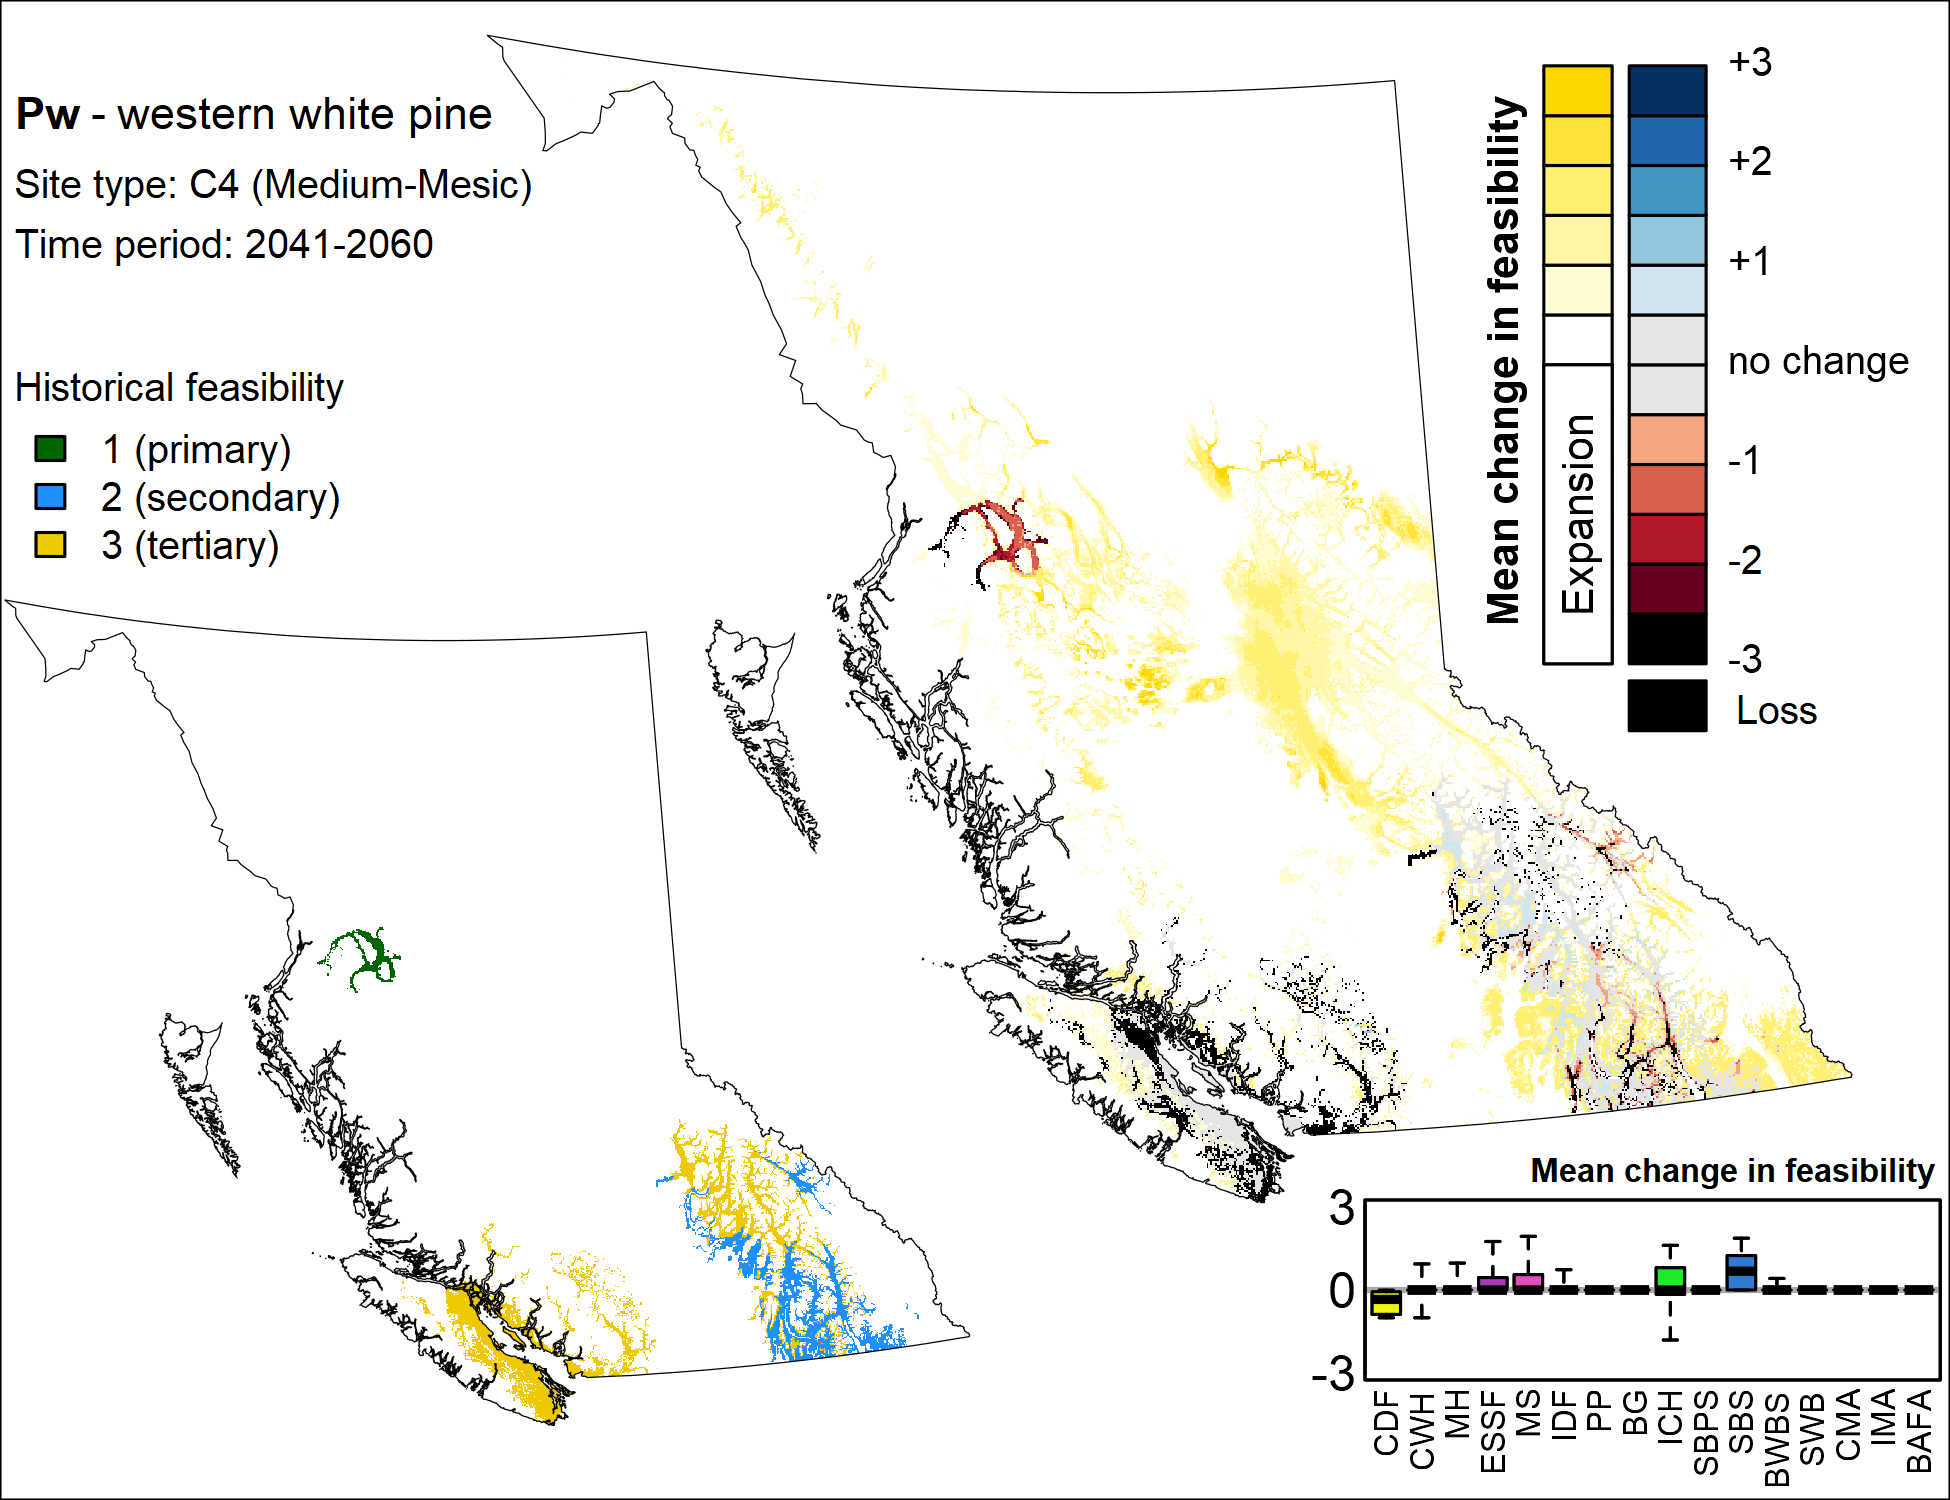 Pw - western white pine
Site type: C4 (Medium-Mesic)
Time period: 2041-2060
Historical feasibility
1 (primary)
2 (secondary)
3 (tertiary)
Mean change in feasibility
Expansion
+3
+2
+1
no change
-1
-2
-3
Loss
Mean change in feasibility
3
0
-3
CDF
CWH
MH
ESSF
MS
IDF
PP
BG
ICH
SBPS
SBS
BWBS
SWB
CMA
IMA
BAFA